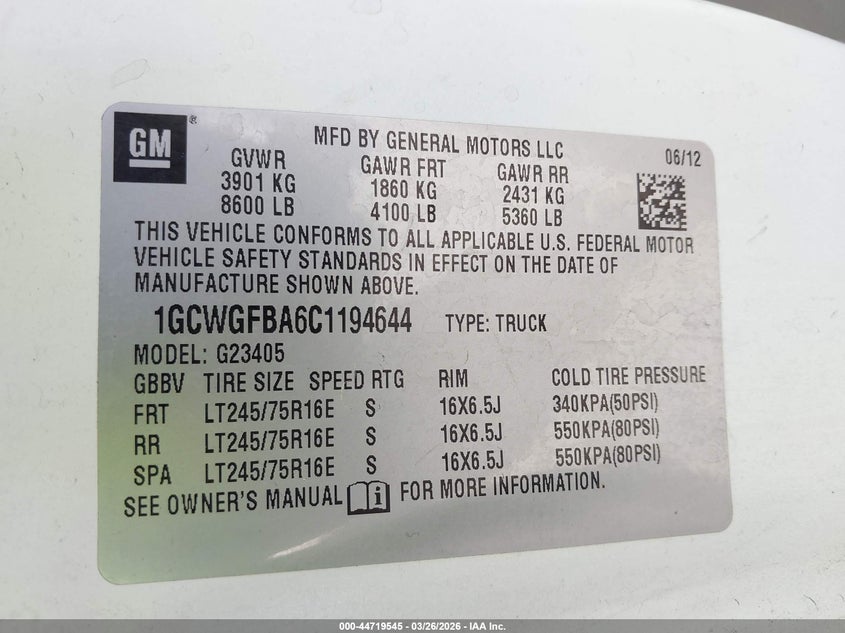 GM ®
MFD BY GENERAL MOTORS LLC
06/12
GVWR GAWR FRT GAWR RR
3901 KG 1860 KG 2431 KG
8600 LB 4100 LB 5360 LB
THIS VEHICLE CONFORMS TO ALL APPLICABLE U.S. FEDERAL MOTOR
VEHICLE SAFETY STANDARDS IN EFFECT ON THE DATE OF
MANUFACTURE SHOWN ABOVE.
1GCWGFBA6C1194644 TYPE: TRUCK
MODEL: G23405
GBBV TIRE SIZE SPEED RTG RIM COLD TIRE PRESSURE
FRT LT245/75R16E S 16X6.5J 340KPA(50PSI)
RR LT245/75R16E S 16X6.5J 550KPA(80PSI)
SPA LT245/75R16E S 16X6.5J 550KPA(80PSI)
SEE OWNER'S MANUAL FOR MORE INFORMATION.
000-44719545 - 03/26/2026 - IAA Inc.